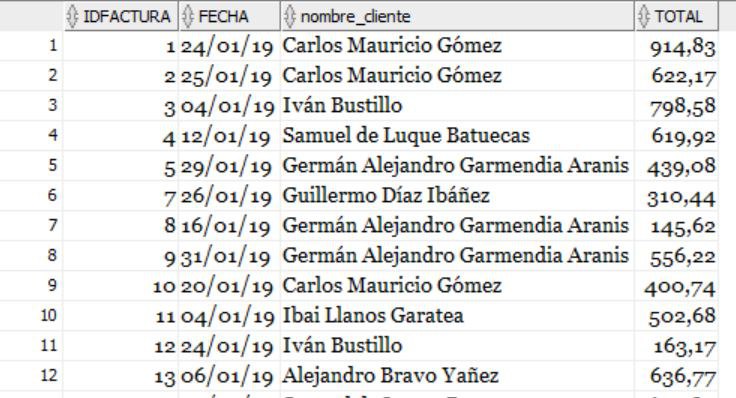 IDFACTURA FECHA nombre_cliente TOTAL
1 1 24/01/19 Carlos Mauricio Gómez 914,83
2 2 25/01/19 Carlos Mauricio Gómez 622,17
3 3 04/01/19 Iván Bustillo 798,58
4 4 12/01/19 Samuel de Luque Batuecas 619,92
5 5 29/01/19 Germán Alejandro Garmendia Aranis 439,08
6 7 26/01/19 Guillermo Díaz Ibáñez 310,44
7 8 16/01/19 Germán Alejandro Garmendia Aranis 145,62
8 9 31/01/19 Germán Alejandro Garmendia Aranis 556,22
9 10 20/01/19 Carlos Mauricio Gómez 400,74
10 11 04/01/19 Ibai Llanos Garatea 502,68
11 12 24/01/19 Iván Bustillo 163,17
12 13 06/01/19 Alejandro Bravo Yañez 636,77